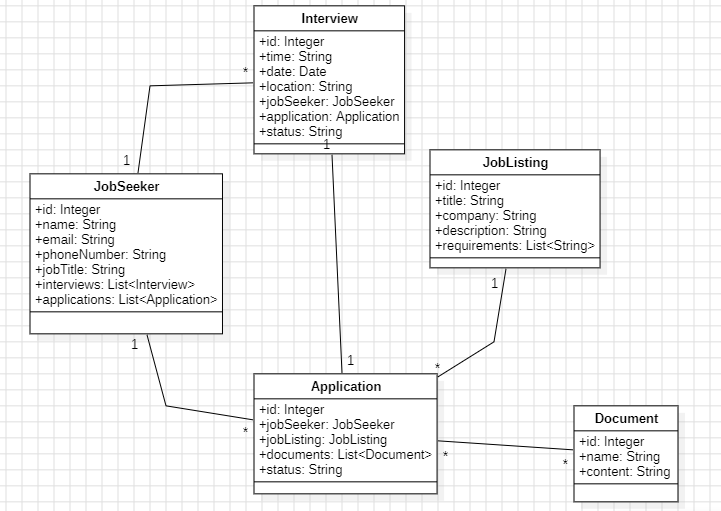 Interview
+id: Integer
+time: String
+date: Date
+location: String
+jobSeeker: JobSeeker
+application: Application
+status: String
1
*
1
JobListing
+id: Integer
+title: String
+company: String
+description: String
+requirements: List<String>
1
JobSeeker
+id: Integer
+name: String
+email: String
+phoneNumber: String
+jobTitle: String
+interviews: List<Interview>
+applications: List<Application>
1
*
1
*
Application
+id: Integer
+jobSeeker: JobSeeker
+jobListing: JobListing
+documents: List<Document>
+status: String
*
*
Document
+id: Integer
+name: String
+content: String